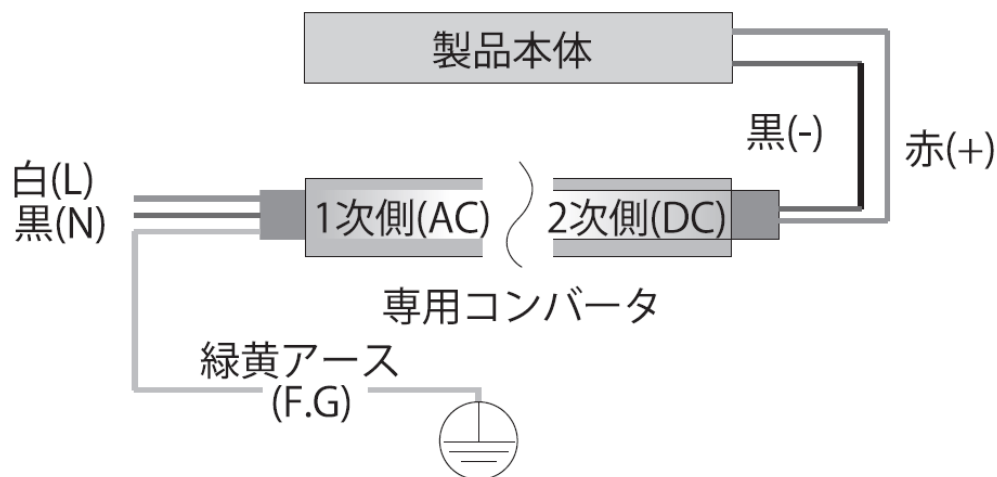 製品本体
黒(-)
赤(+)
白(L)
黒(N)
1次側(AC)
2次側(DC)
専用コンバータ
緑黄アース
(F.G)